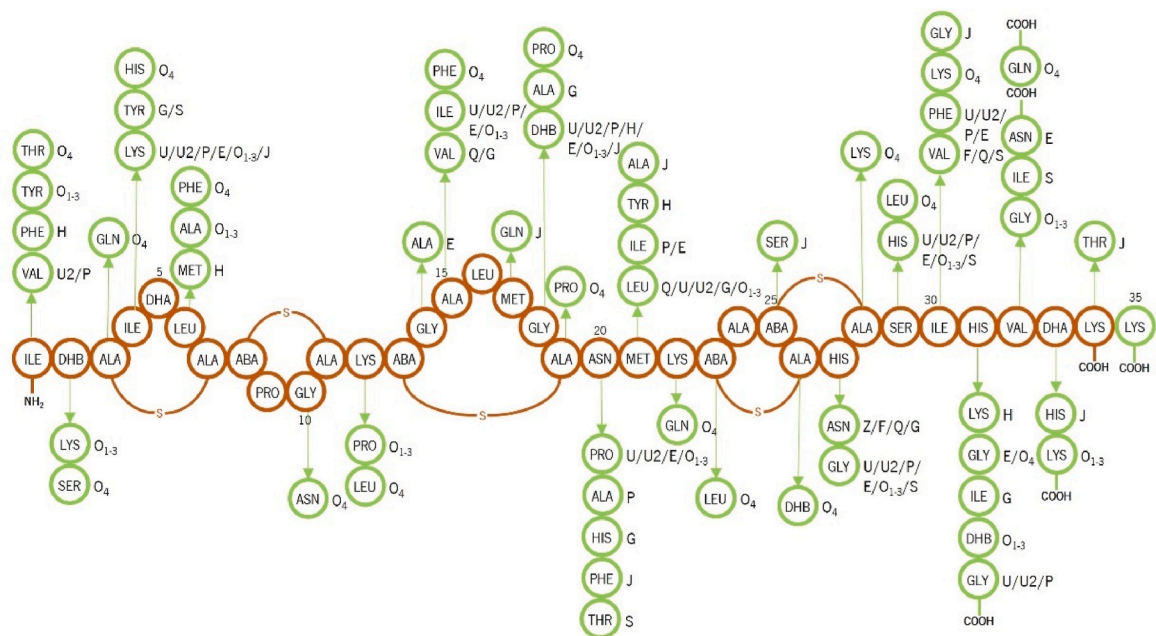 THR O4
TYR O1-3
PHE H
VAL U2/P
HIS O4
TYR G/S
LYS U/U2/P/E/O1-3/J
GLN O4
PHE O4
ALA O1-3
MET H
PHE O4
ILE U/U2/P/
E/O1-3
VAL Q/G
ALA E
GLN J
PRO O4
ALA G
DHB U/U2/P/H/
E/O1-3/J
PRO O4
ALA J
TYR H
ILE P/E
LEU Q/U/U2/G/O1-3
SER J
LYS O4
LEU O4
HIS U/U2/P/
E/O1-3/S
GLY J
LYS O4
PHE U/U2/
P/E
VAL F/Q/S
COOH
GLN O4
COOH
ASN E
ILE S
GLY O1-3
THR J
5
15
20
25
30
35
ILE DHB ALA ILE DHA LEU ALA ABA PRO GLY ALA LYS ABA GLY ALA LEU MET GLY ALA ASN MET LYS ABA ALA ABA ALA HIS ALA SER ILE HIS VAL DHA LYS LYS
NH2
S
S
S
S
S
10
COOH
COOH
LYS O1-3
SER O4
ASN O4
PRO O1-3
LEU O4
PRO U/U2/E/O1-3
ALA P
HIS G
PHE J
THR S
GLN O4
LEU O4
DHB O4
ASN Z/F/Q/G
GLY U/U2/P/
E/O1-3/S
LYS H
GLY E/O4
ILE G
DHB O1-3
GLY U/U2/P
COOH
HIS J
LYS O1-3
COOH